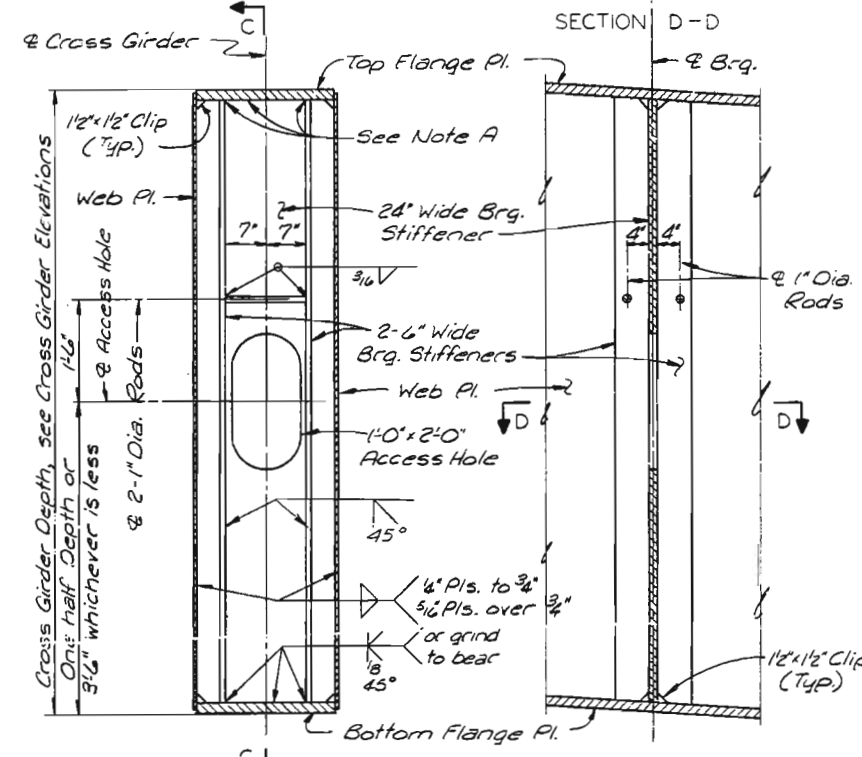 C
SECTION D-D
℄ Cross Girder
Top Flange Pl.
℄ Brg.
1½"x1½" Clip
(Typ.)
See Note A
Web Pl.
24" Wide Brg.
Stiffener
7" 7"
4" 4"
3/16
℄ 1" Dia.
Rods
2'-6" Wide
Brg. Stiffeners
Web Pl.
D D
1'-0" x 2'-0"
Access Hole
Cross Girder Depth, see Cross Girder Elevations
One half Depth or
3'-6" whichever is less
1'-6"
℄ Access Hole
℄ 2-1" Dia. Rods
45°
¼" Pls. to ¾"
5/16" Pls. over ¾"
or grind
to bear
1/8
45°
1½"x1½" Clip
(Typ.)
Bottom Flange Pl.